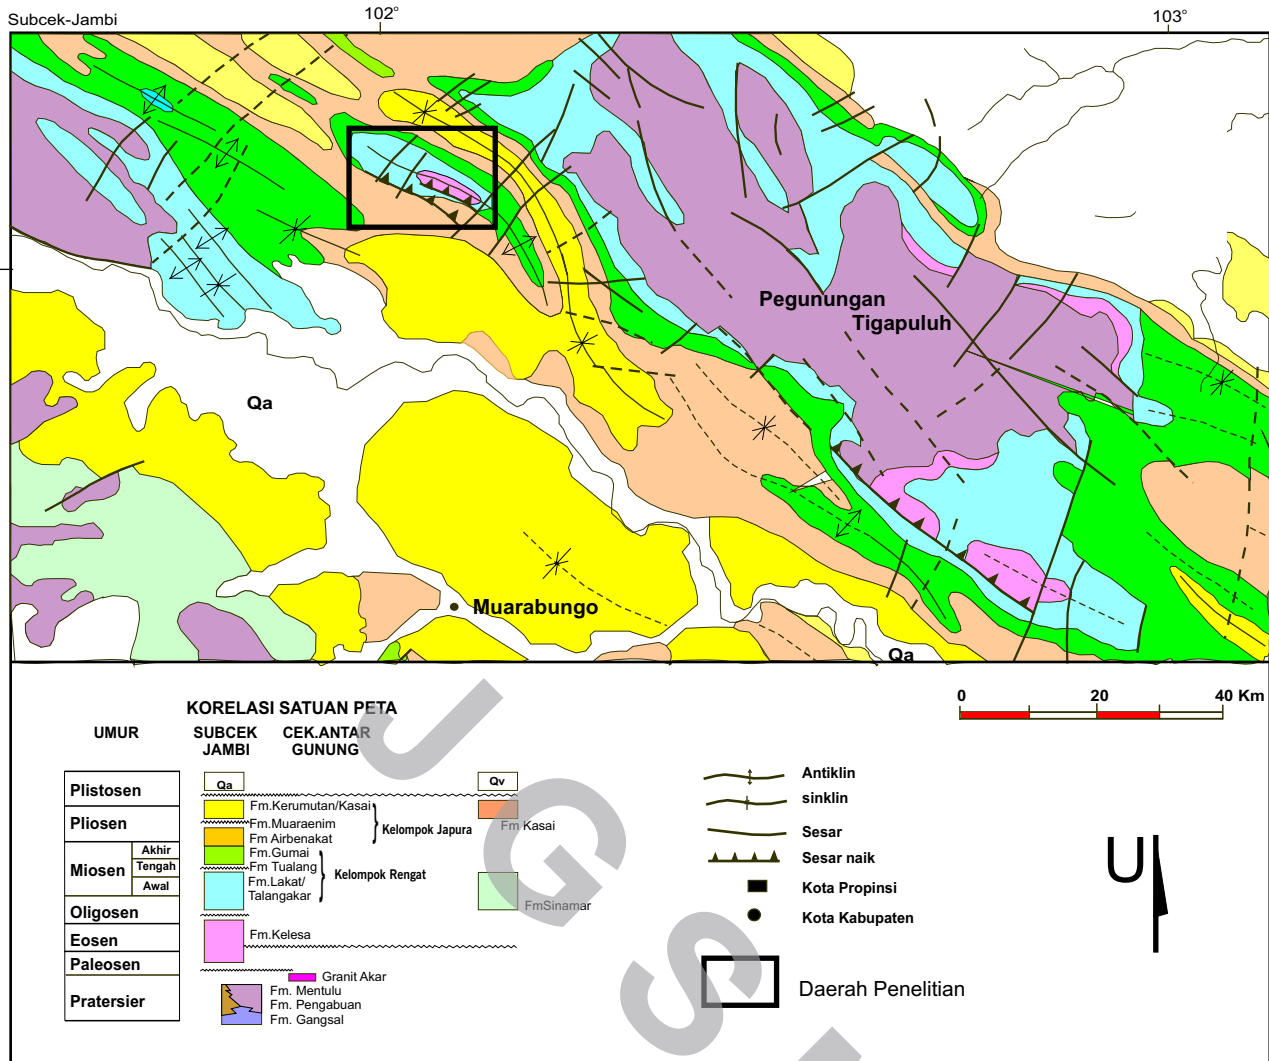 Subcek-Jambi
102°
103°
Pegunungan
Tigapuluh
Qa
Muarabungo
Qa
KORELASI SATUAN PETA
UMUR
SUBCEK
JAMBI
CEK.ANTAR
GUNUNG
0 20 40 Km
Plistosen
Pliosen
Miosen
Akhir
Tengah
Awal
Oligosen
Eosen
Paleosen
Pratersier
Qa
Qv
Fm.Kerumutan/Kasai
Fm.Muaraenim
Fm Airbenakat
Kelompok Japura
Fm Kasai
Fm.Gumai
Fm Tualang
Fm.Lakat/
Talangakar
Kelompok Rengat
FmSinamar
Fm.Kelesa
Granit Akar
Fm. Mentulu
Fm. Pengabuan
Fm. Gangsal
Antiklin
sinklin
Sesar
Sesar naik
Kota Propinsi
Kota Kabupaten
Daerah Penelitian
U
J G S